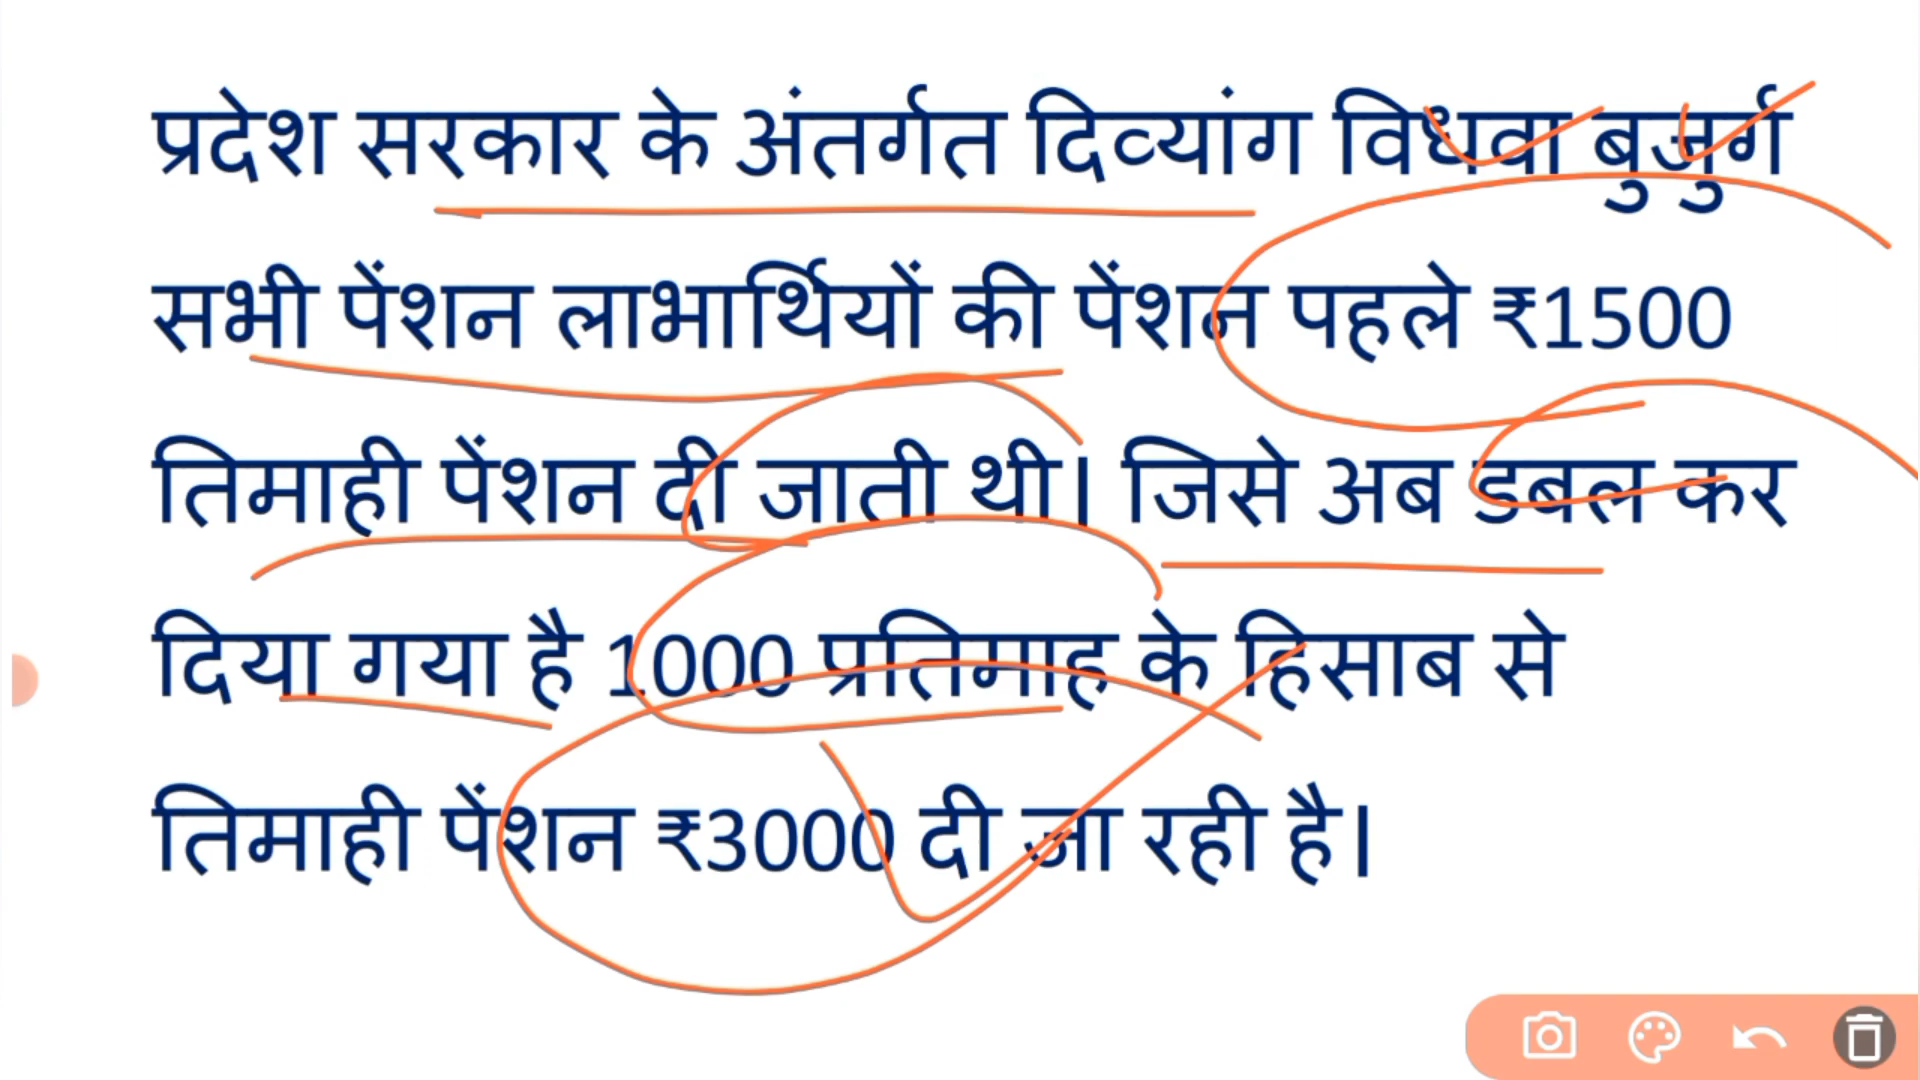 प्रदेश सरकार के अंतर्गत दिव्यांग विधवा बुजुर्ग
सभी पेंशन लाभार्थियों की पेंशन पहले ₹1500
तिमाही पेंशन दी जाती थी। जिसे अब डबल कर
दिया गया है 1000 प्रतिमाह के हिसाब से
तिमाही पेंशन ₹3000 दी जा रही है।